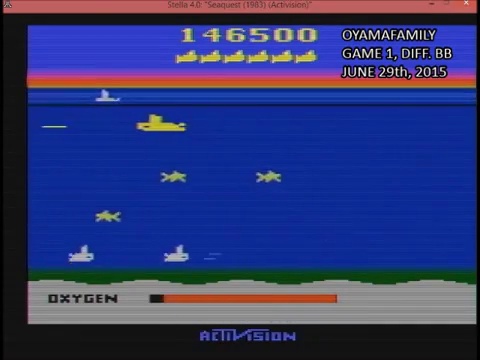 Stella 4.0: "Seaquest (1983) (Activision)"
146500
OYAMAFAMILY
GAME 1, DIFF. BB
JUNE 29th, 2015
OXYGEN
ACTIVISION